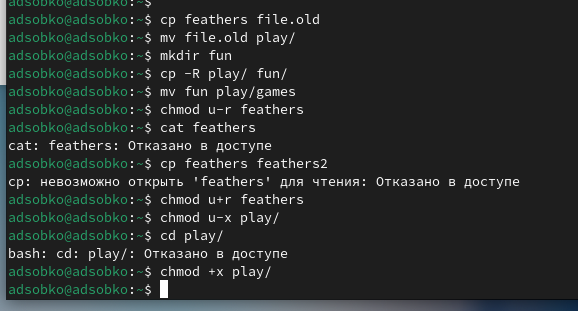 adsobko@adsobko:~$
adsobko@adsobko:~$ cp feathers file.old
adsobko@adsobko:~$ mv file.old play/
adsobko@adsobko:~$ mkdir fun
adsobko@adsobko:~$ cp -R play/ fun/
adsobko@adsobko:~$ mv fun play/games
adsobko@adsobko:~$ chmod u-r feathers
adsobko@adsobko:~$ cat feathers
cat: feathers: Отказано в доступе
adsobko@adsobko:~$ cp feathers feathers2
cp: невозможно открыть 'feathers' для чтения: Отказано в доступе
adsobko@adsobko:~$ chmod u+r feathers
adsobko@adsobko:~$ chmod u-x play/
adsobko@adsobko:~$ cd play/
bash: cd: play/: Отказано в доступе
adsobko@adsobko:~$ chmod +x play/
adsobko@adsobko:~$